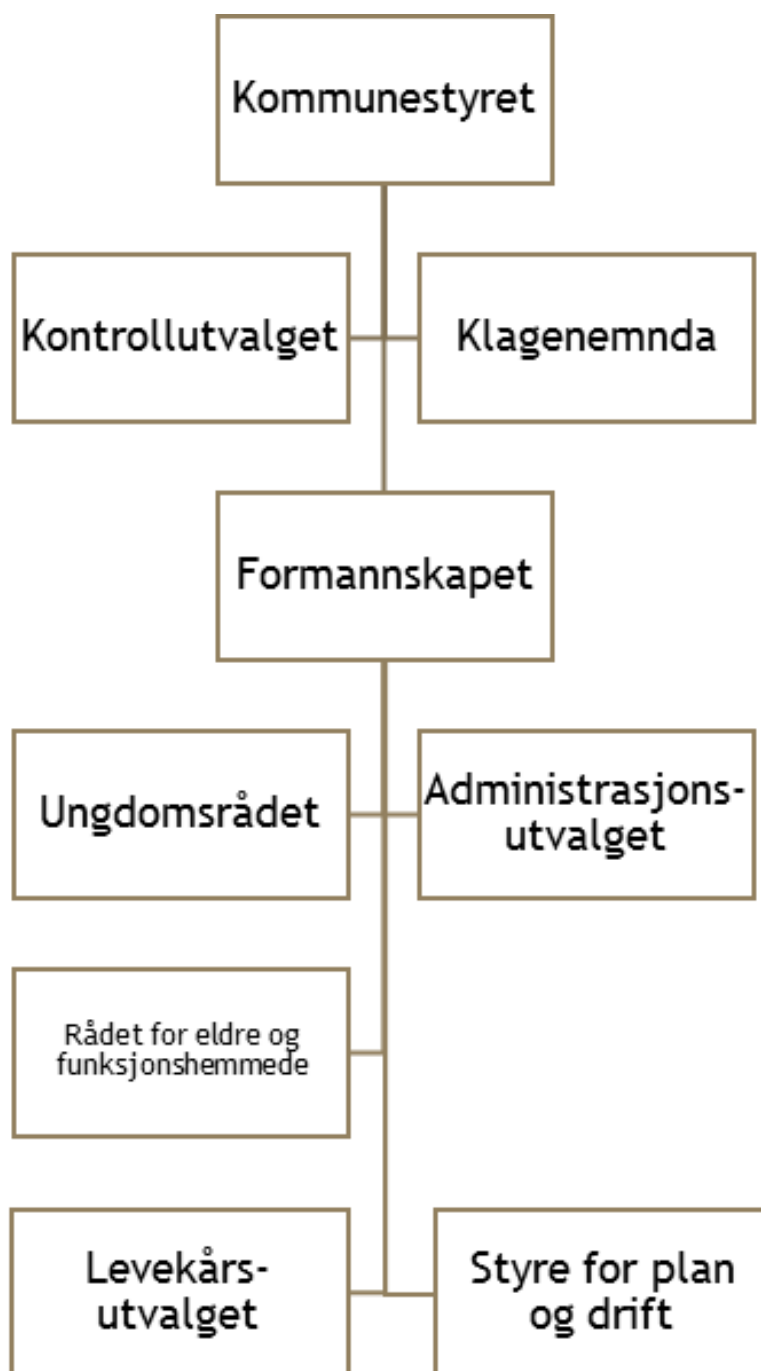 Kommunestyret
Kontrollutvalget
Klagenemnda
Formannskapet
Ungdomsrådet
Administrasjons-
utvalget
Rådet for eldre og
funksjonshemmede
Levekårs-
utvalget
Styre for plan
og drift